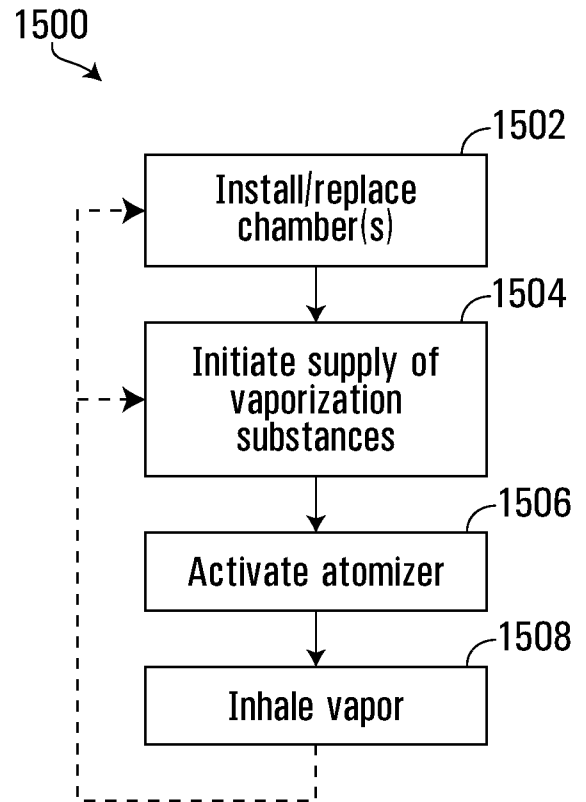 1500
1502
Install/replace
chamber(s)
1504
Initiate supply of
vaporization
substances
1506
Activate atomizer
1508
Inhale vapor